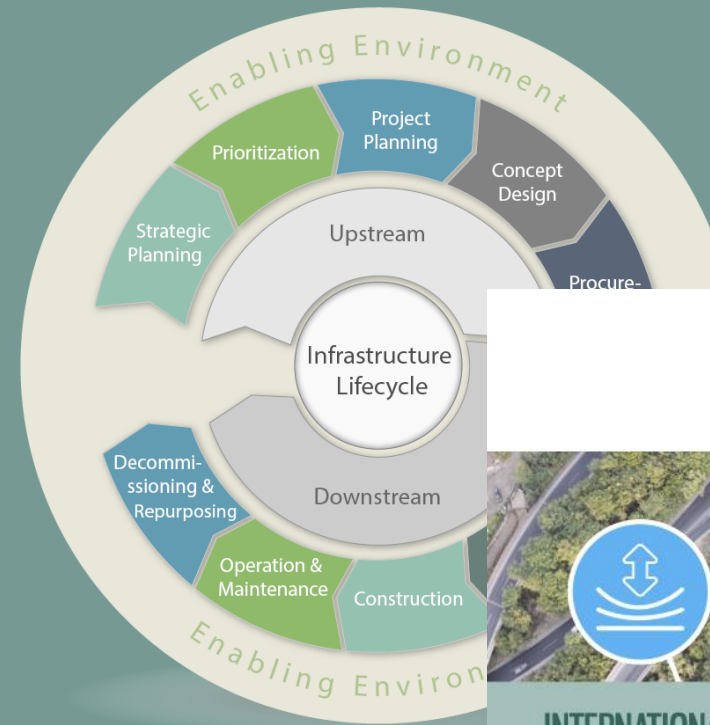 Enabling Environment
Project
Planning
Prioritization
Concept
Design
Strategic
Planning
Procure-
Upstream
Infrastructure
Lifecycle
Downstream
Decommi-
ssioning &
Repurposing
Operation &
Maintenance
Construction
Enabling Environ
INTERNATION